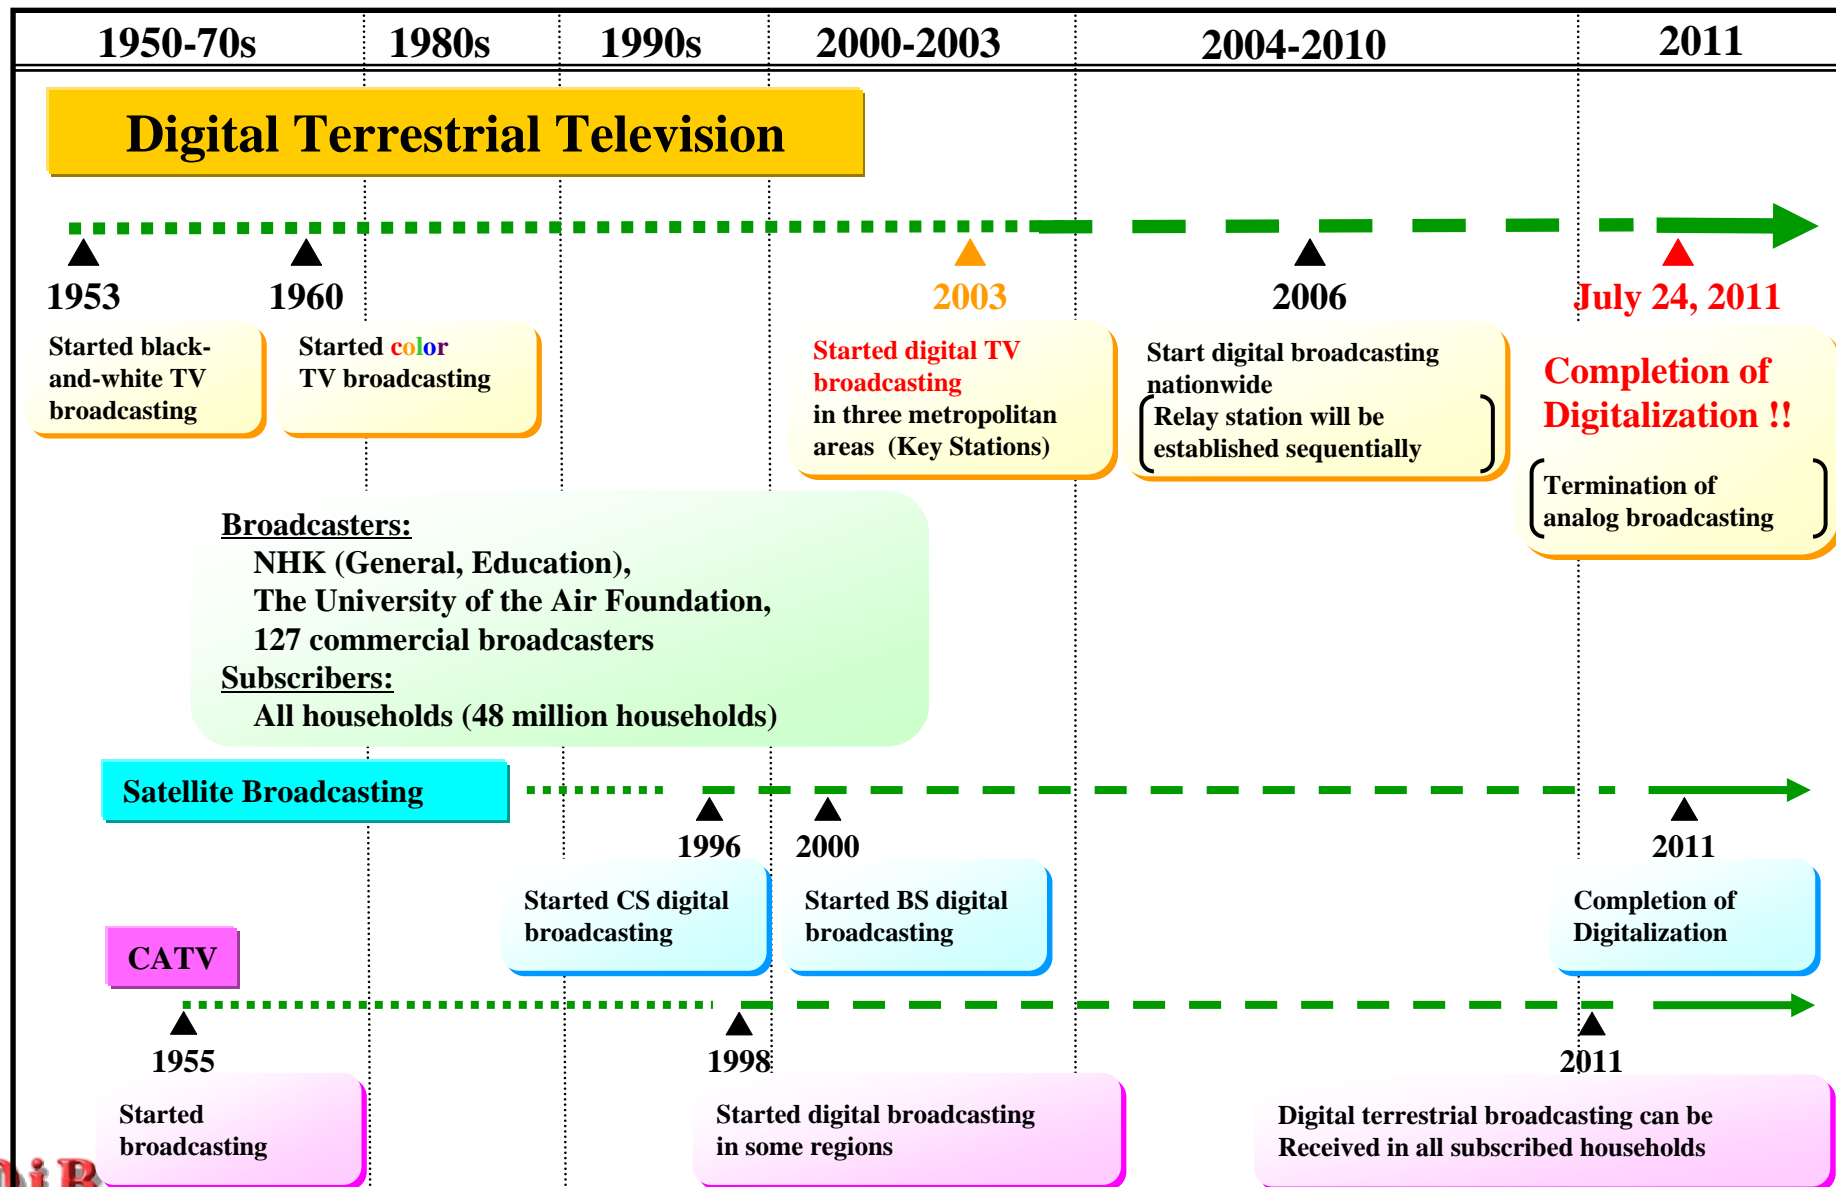 1950-70s 1980s 1990s 2000-2003 2004-2010 2011
Digital Terrestrial Television
1953
Started black-
and-white TV
broadcasting
1960
Started color
TV broadcasting
2003
Started digital TV
broadcasting
in three metropolitan
areas (Key Stations)
2006
Start digital broadcasting
nationwide
Relay station will be
established sequentially
July 24, 2011
Completion of
Digitalization !!
Termination of
analog broadcasting
Broadcasters:
NHK (General, Education),
The University of the Air Foundation,
127 commercial broadcasters
Subscribers:
All households (48 million households)
Satellite Broadcasting
1996
Started CS digital
broadcasting
2000
Started BS digital
broadcasting
2011
Completion of
Digitalization
CATV
1955
Started
broadcasting
1998
Started digital broadcasting
in some regions
2011
Digital terrestrial broadcasting can be
Received in all subscribed households